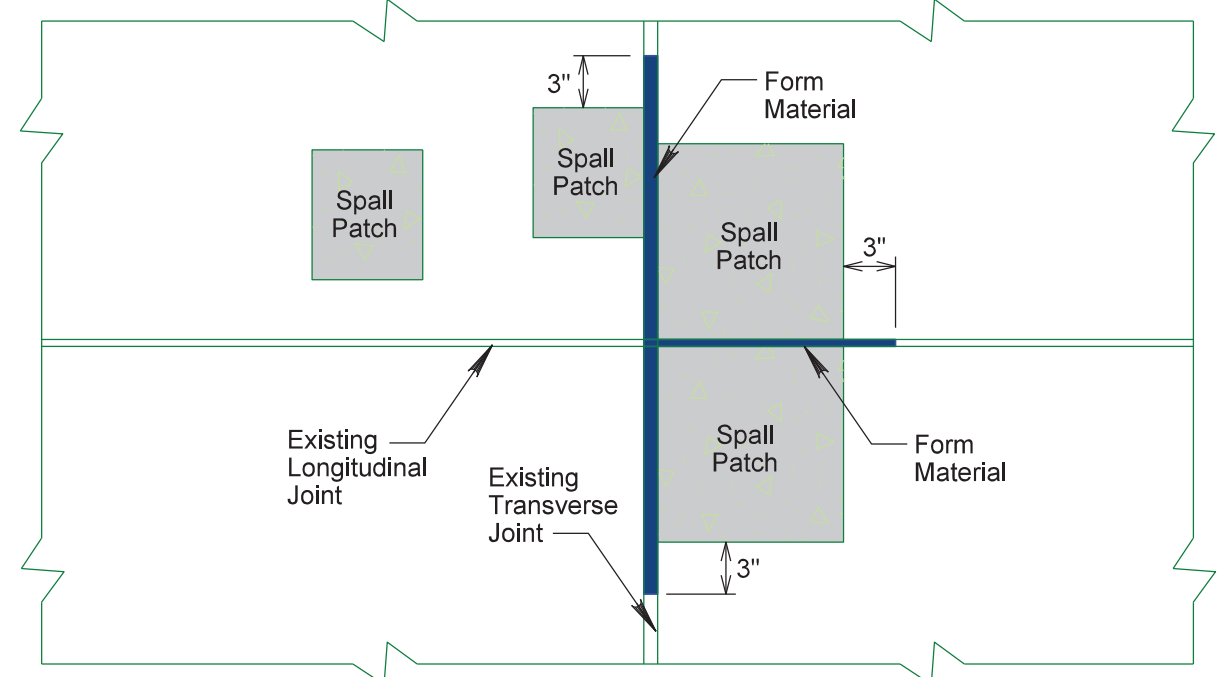 3"
Form
Material
Spall
Patch
Spall
Patch
Spall
Patch
3"
Existing
Longitudinal
Joint
Existing
Transverse
Joint
Spall
Patch
Form
Material
3"